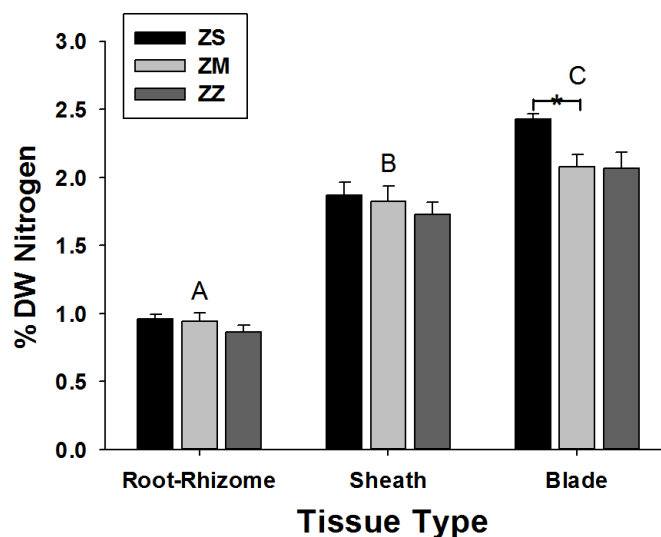 3.0
2.5
2.0
1.5
1.0
0.5
0.0
% DW Nitrogen
ZS
ZM
ZZ
A
B
C
*
Root-Rhizome Sheath Blade
Tissue Type